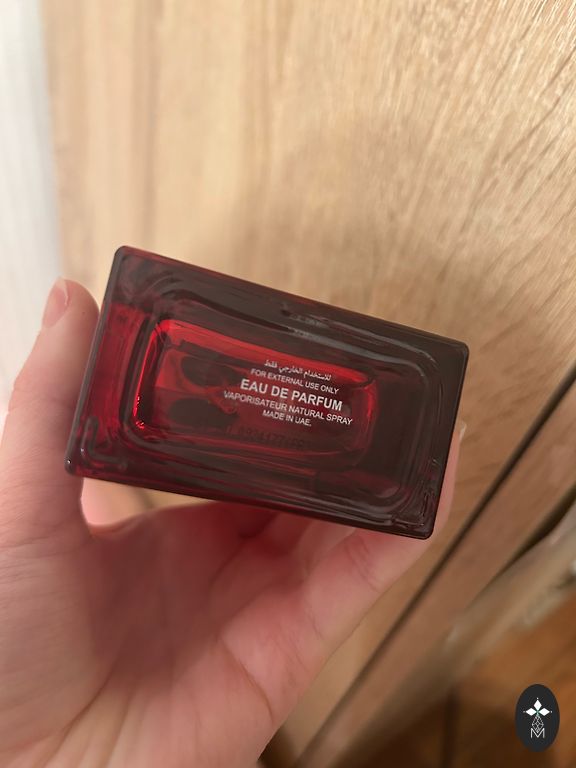 للاستخدام الخارجي فقط
FOR EXTERNAL USE ONLY
EAU DE PARFUM
VAPORISATEUR NATURAL SPRAY
MADE IN UAE.